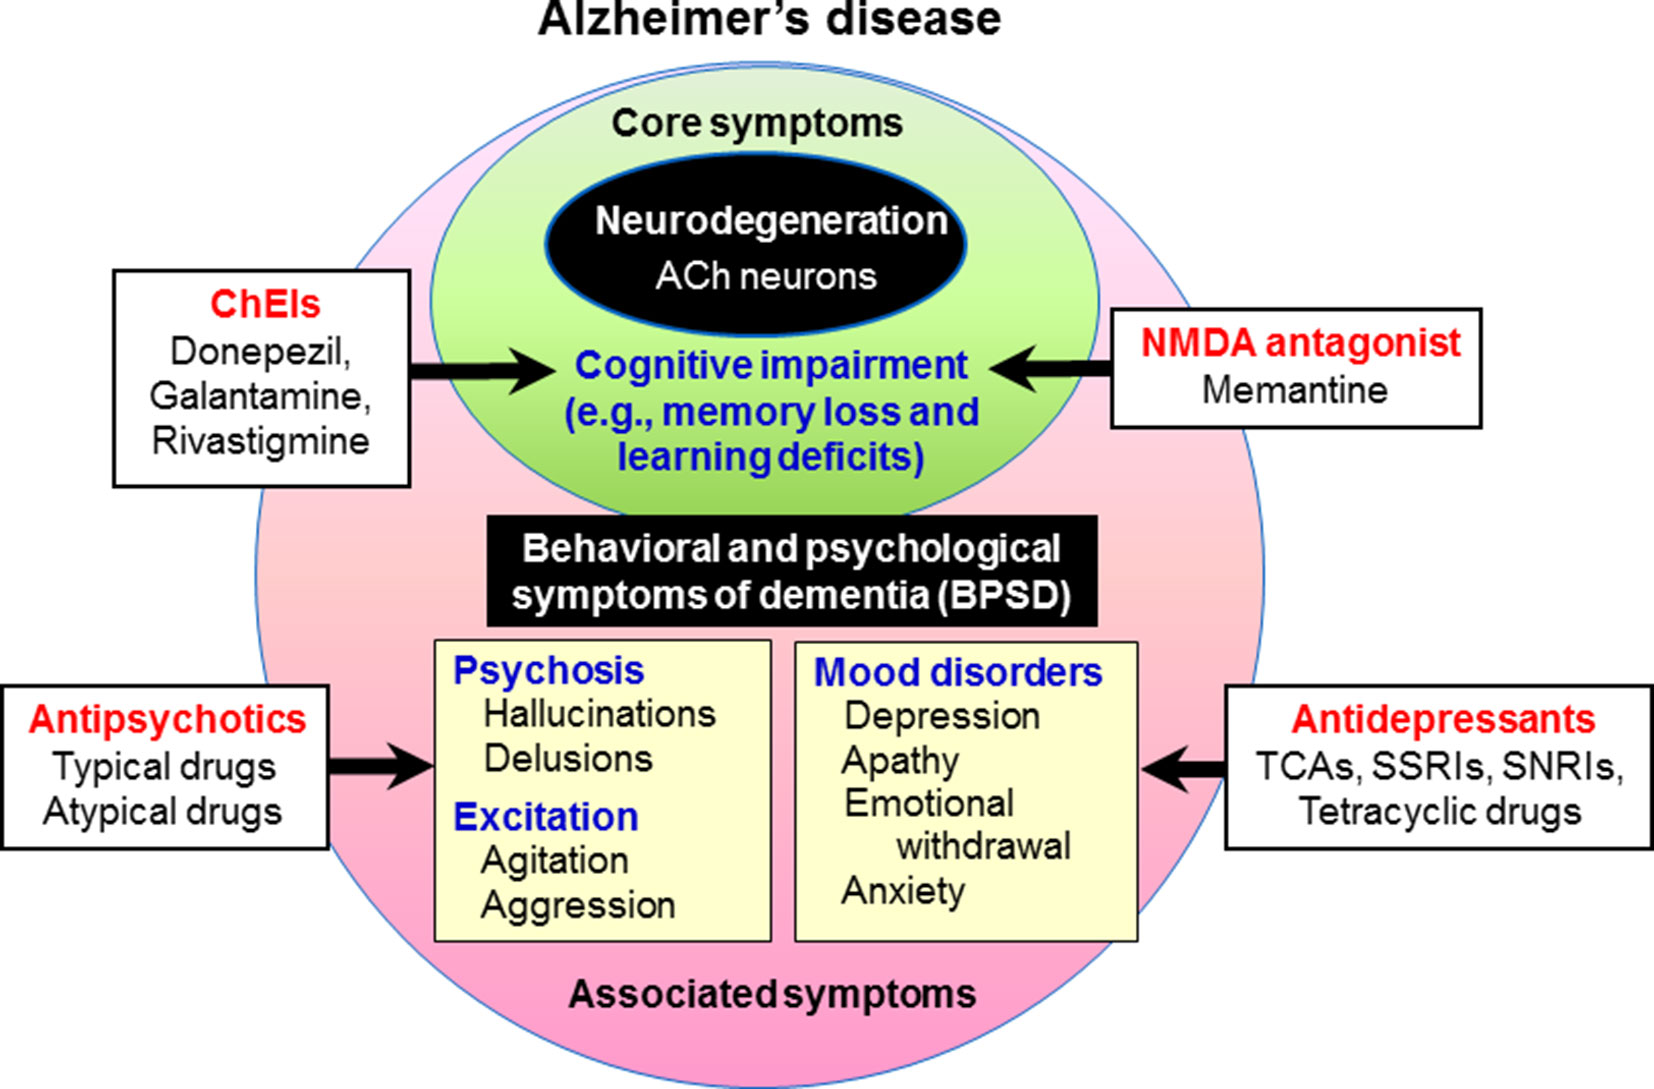 Alzheimer's disease
Core symptoms
Neurodegeneration
ACh neurons
ChEIs
Donepezil,
Galantamine,
Rivastigmine
Cognitive impairment
(e.g., memory loss and
learning deficits)
NMDA antagonist
Memantine
Behavioral and psychological
symptoms of dementia (BPSD)
Antipsychotics
Typical drugs
Atypical drugs
Psychosis
Hallucinations
Delusions
Excitation
Agitation
Aggression
Mood disorders
Depression
Apathy
Emotional
withdrawal
Anxiety
Antidepressants
TCAs, SSRIs, SNRIs,
Tetracyclic drugs
Associated symptoms